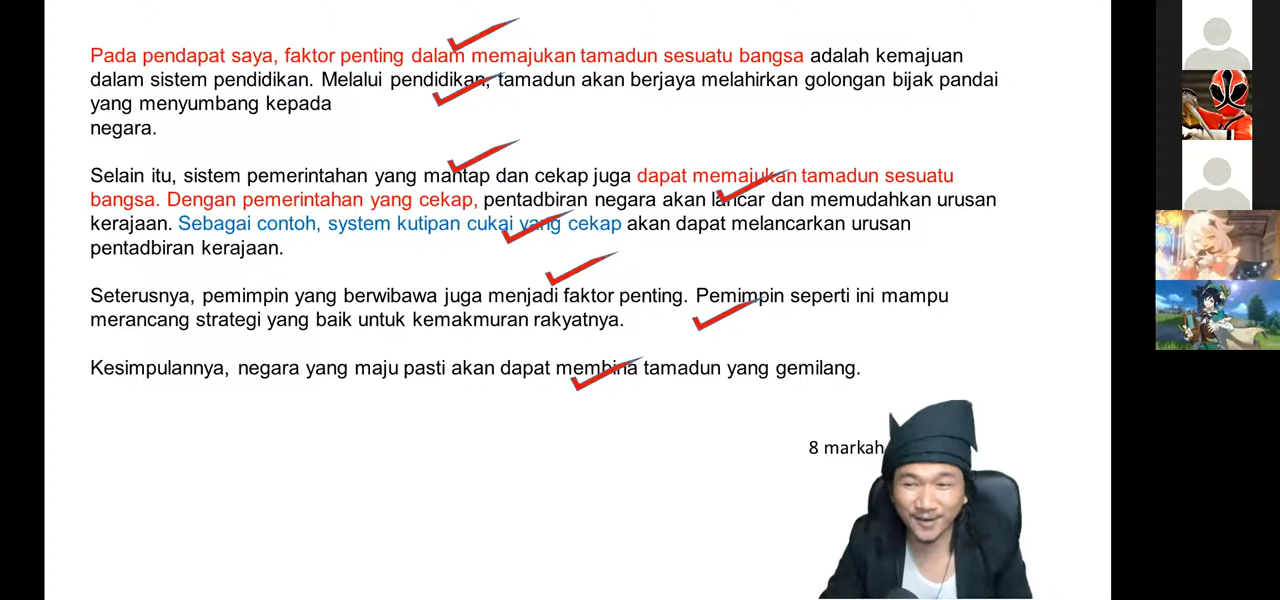 Pada pendapat saya, faktor penting dalam memajukan tamadun sesuatu bangsa adalah kemajuan
dalam sistem pendidikan. Melalui pendidikan, tamadun akan berjaya melahirkan golongan bijak pandai
yang menyumbang kepada
negara.
Selain itu, sistem pemerintahan yang mantap dan cekap juga dapat memajukan tamadun sesuatu
bangsa. Dengan pemerintahan yang cekap, pentadbiran negara akan lancar dan memudahkan urusan
kerajaan. Sebagai contoh, system kutipan cukai yang cekap akan dapat melancarkan urusan
pentadbiran kerajaan.
Seterusnya, pemimpin yang berwibawa juga menjadi faktor penting. Pemimpin seperti ini mampu
merancang strategi yang baik untuk kemakmuran rakyatnya.
Kesimpulannya, negara yang maju pasti akan dapat membina tamadun yang gemilang.
8 markah